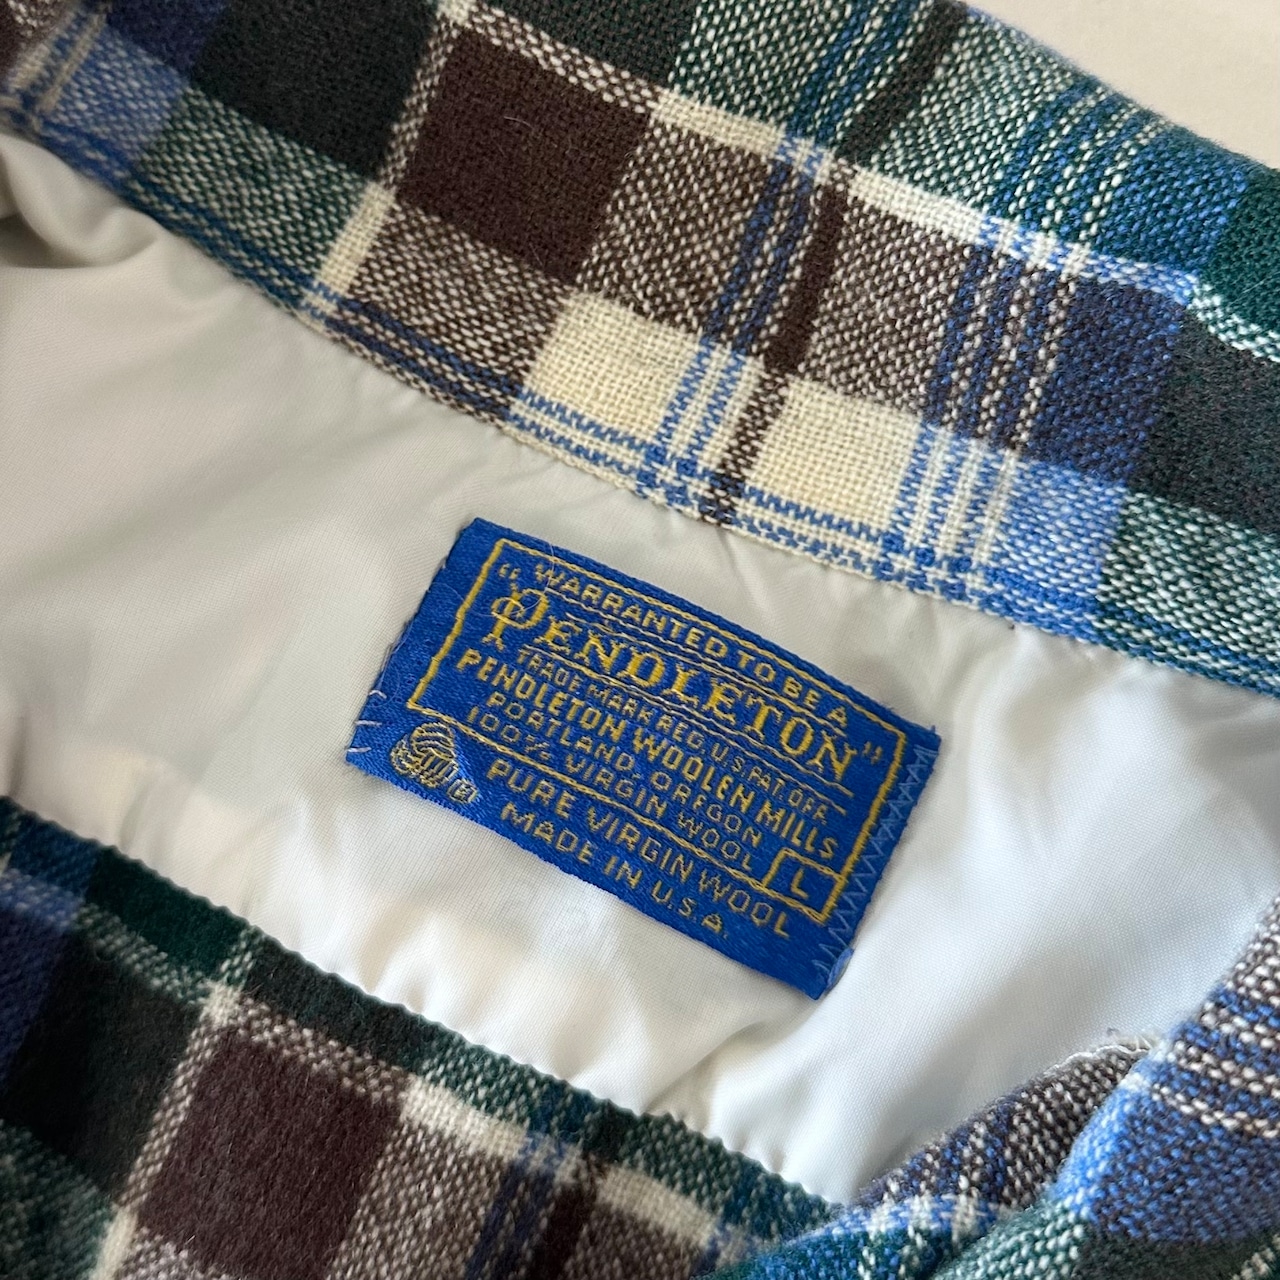 "WARRANTED TO BE A
PENDLETON"
TRADE MARK REG. U.S. PAT. OFF.
PENDLETON WOOLEN MILLS
PORTLAND, OREGON
100% VIRGIN WOOL
L
PURE VIRGIN WOOL
MADE IN U.S.A.